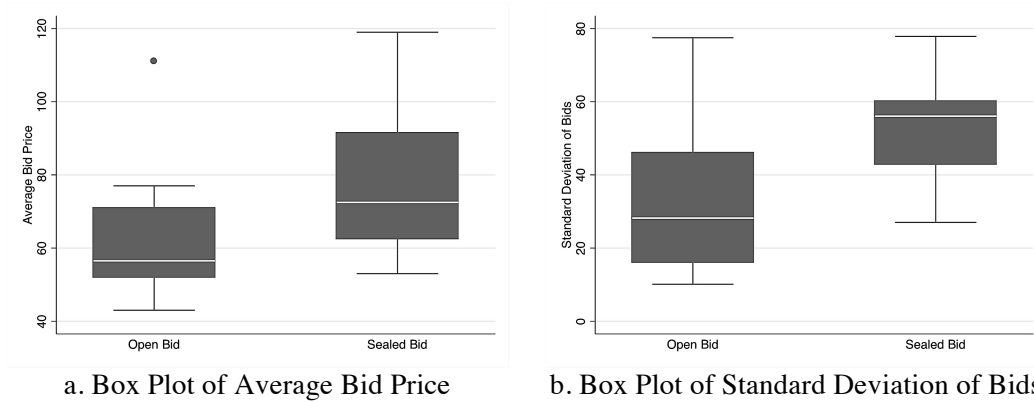 Average Bid Price
120
100
80
60
40
Open Bid
Sealed Bid
a. Box Plot of Average Bid Price
Standard Deviation of Bids
80
60
40
20
0
Open Bid
Sealed Bid
b. Box Plot of Standard Deviation of Bids